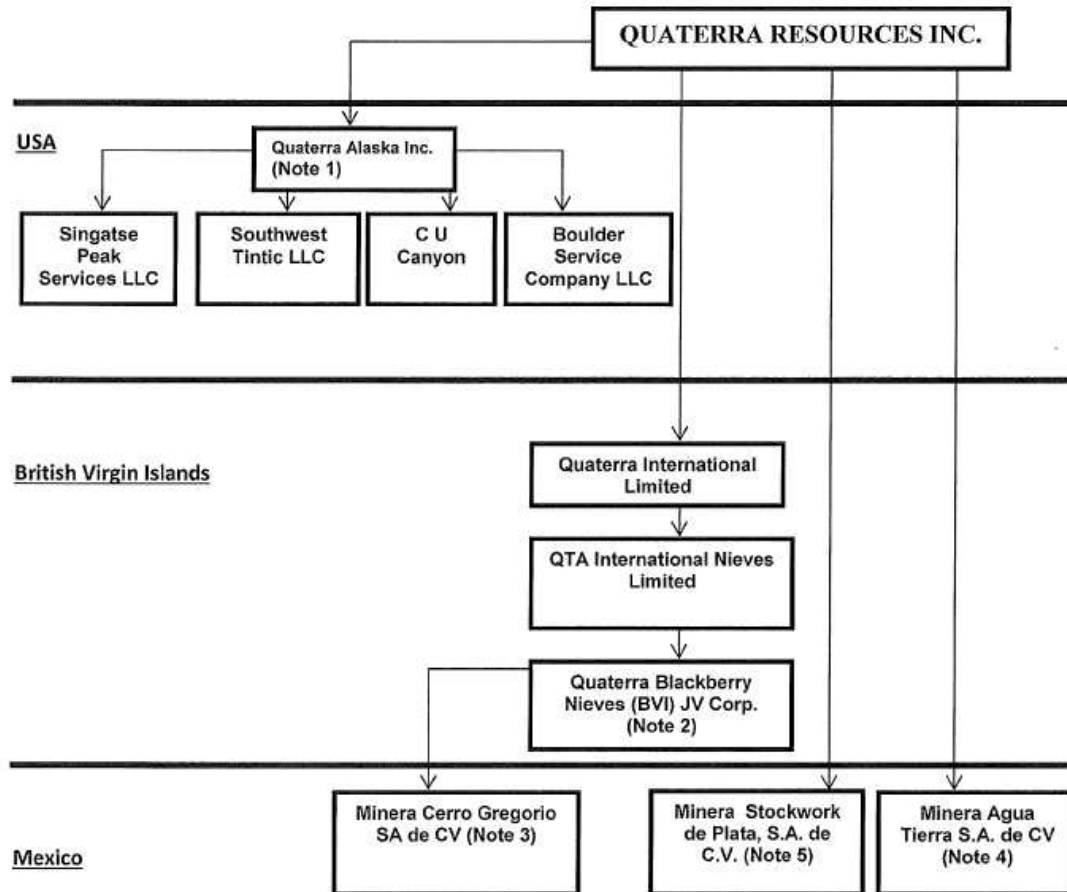 QUATERRA RESOURCES INC.
USA
Quaterra Alaska Inc.
(Note 1)
Singatse
Peak
Services LLC
Southwest
Tintic LLC
C U
Canyon
Boulder
Service
Company LLC
British Virgin Islands
Quaterra International
Limited
QTA International Nieves
Limited
Quaterra Blackberry
Nieves (BVI) JV Corp.
(Note 2)
Mexico
Minera Cerro Gregorio
SA de CV (Note 3)
Minera Stockwork
de Plata, S.A. de
C.V. (Note 5)
Minera Agua
Tierra S.A. de CV
(Note 4)